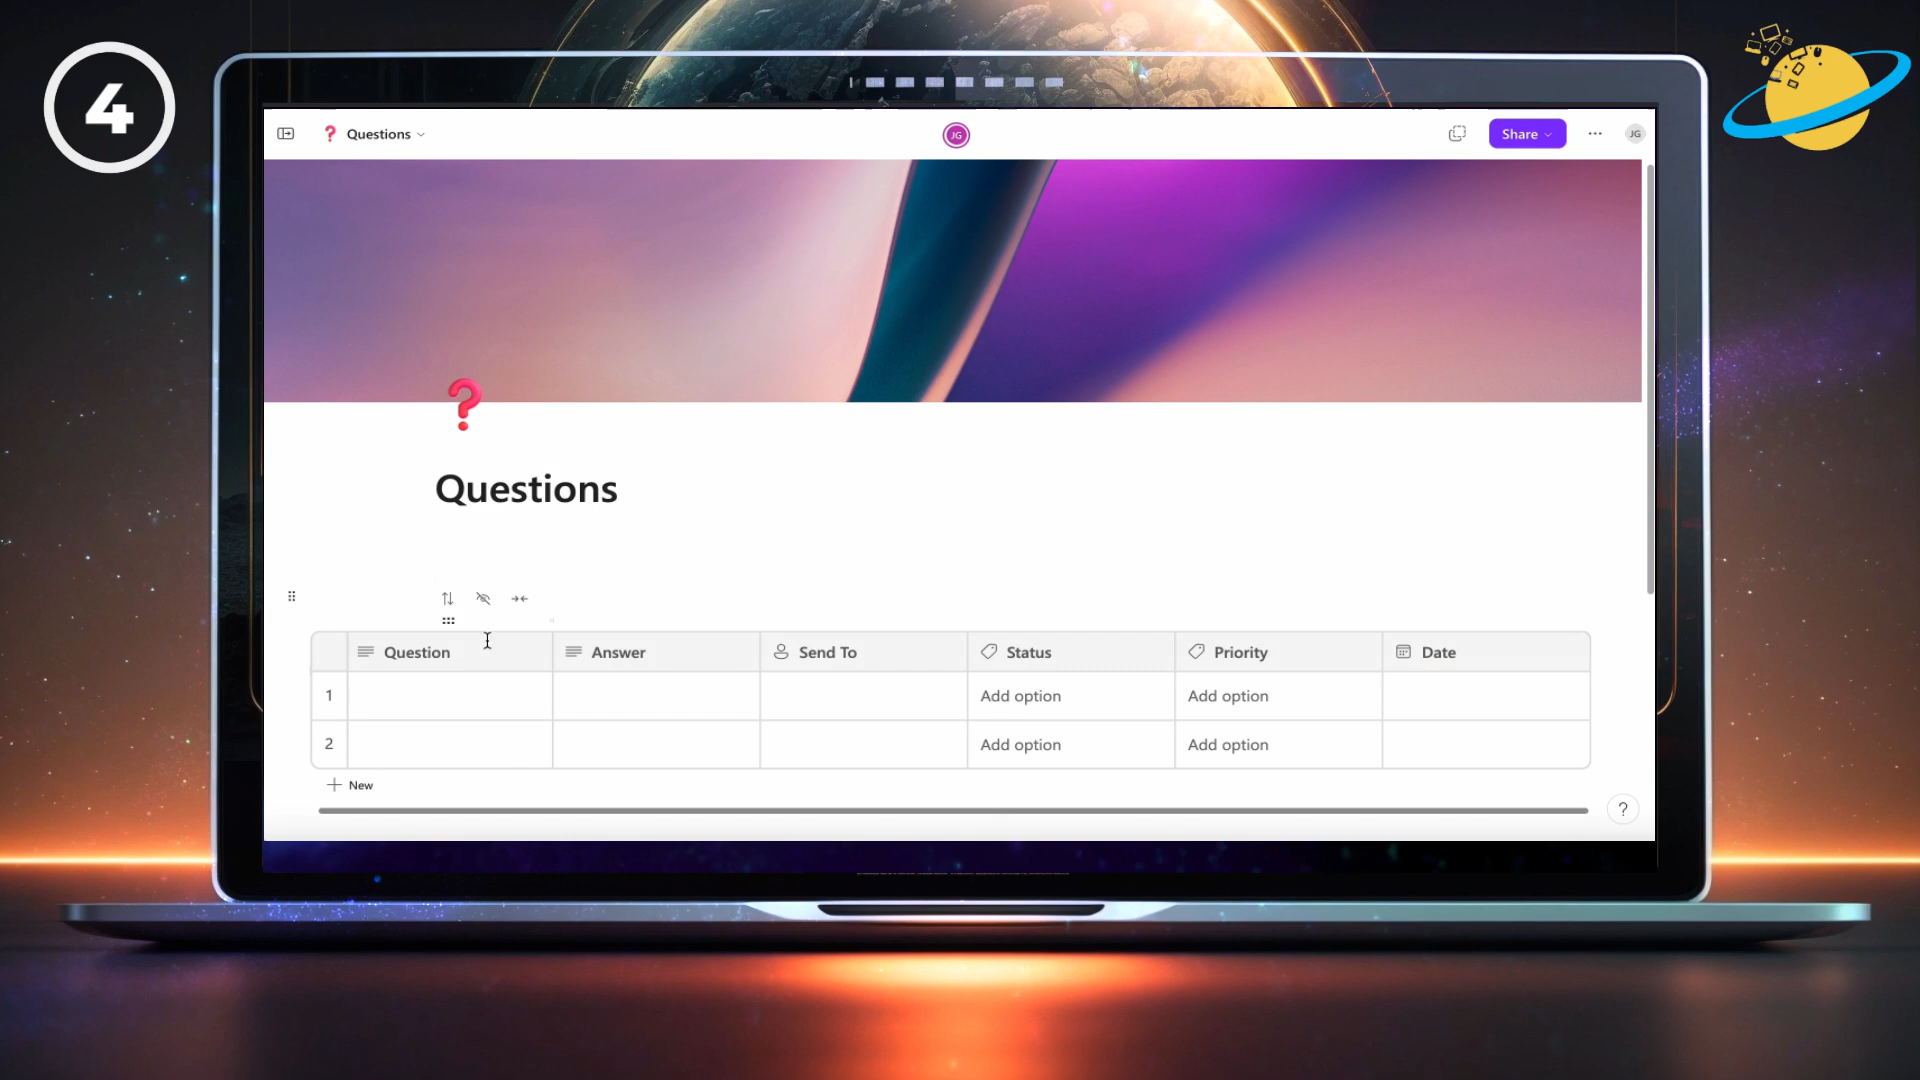 4
Questions
JG
Share
JG
Questions
Question Answer Send To Status Priority Date
1 Add option Add option
2 Add option Add option
New
?